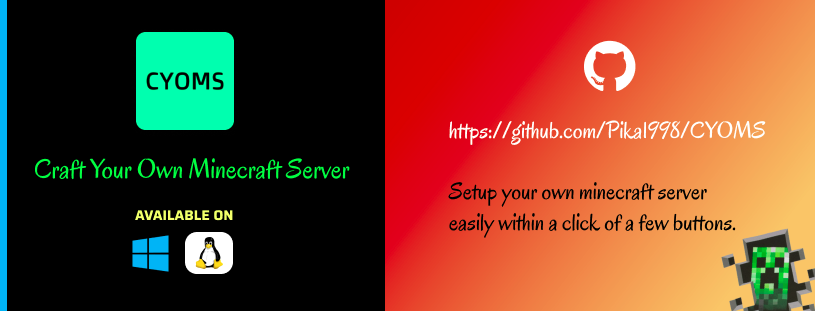 CYOMS
Craft Your Own Minecraft Server
AVAILABLE ON
https://github.com/Pika1998/CYOMS
Setup your own minecraft server
easily within a click of a few buttons.